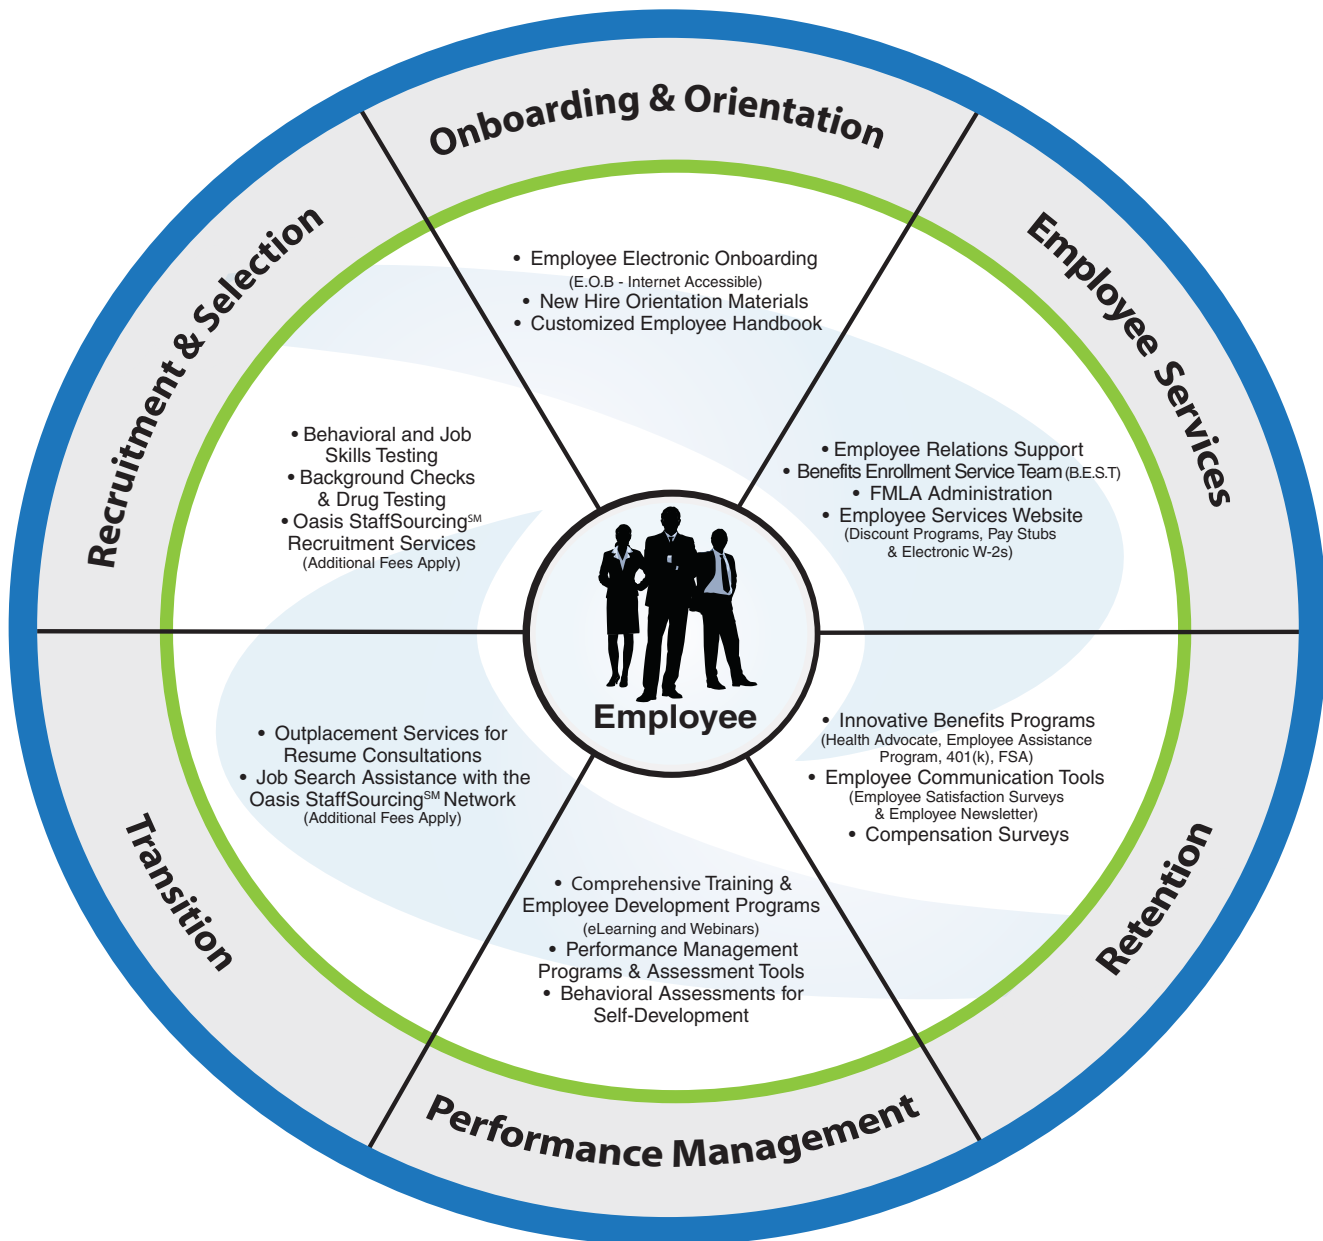 Onboarding & Orientation
• Employee Electronic Onboarding
(E.O.B - Internet Accessible)
• New Hire Orientation Materials
• Customized Employee Handbook
Employee Services
• Employee Relations Support
• Benefits Enrollment Service Team (B.E.S.T)
• FMLA Administration
• Employee Services Website
(Discount Programs, Pay Stubs
& Electronic W-2s)
Retention
• Innovative Benefits Programs
(Health Advocate, Employee Assistance
Program, 401(k), FSA)
• Employee Communication Tools
(Employee Satisfaction Surveys
& Employee Newsletter)
• Compensation Surveys
Performance Management
• Comprehensive Training &
Employee Development Programs
(eLearning and Webinars)
• Performance Management
Programs & Assessment Tools
• Behavioral Assessments for
Self-Development
Transition
• Outplacement Services for
Resume Consultations
• Job Search Assistance with the
Oasis StaffSourcing℠ Network
(Additional Fees Apply)
Recruitment & Selection
• Behavioral and Job
Skills Testing
• Background Checks
& Drug Testing
• Oasis StaffSourcing℠
Recruitment Services
(Additional Fees Apply)
Employee